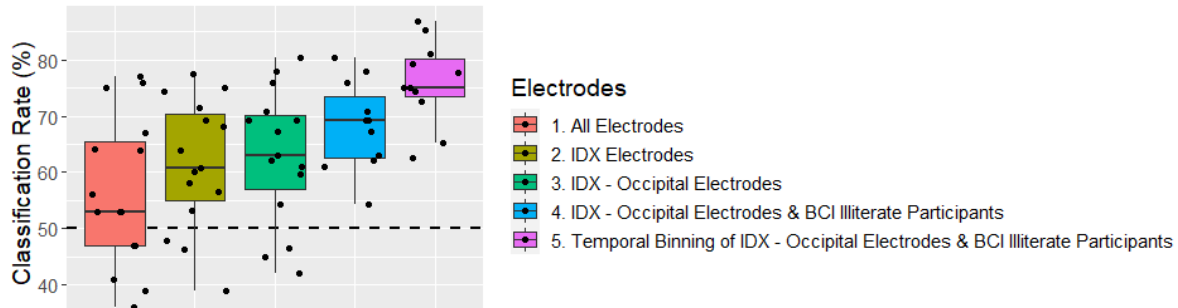 Classification Rate (%)
80
70
60
50
40
Electrodes
1. All Electrodes
2. IDX Electrodes
3. IDX - Occipital Electrodes
4. IDX - Occipital Electrodes & BCI Illiterate Participants
5. Temporal Binning of IDX - Occipital Electrodes & BCI Illiterate Participants